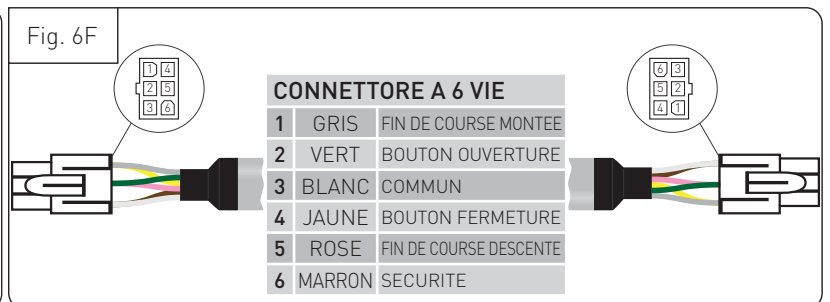 Fig. 6F
1 4
2 5
3 6
CONNETTORE A 6 VIE
1 GRIS FIN DE COURSE MONTEE
2 VERT BOUTON OUVERTURE
3 BLANC COMMUN
4 JAUNE BOUTON FERMETURE
5 ROSE FIN DE COURSE DESCENTE
6 MARRON SECURITE
6 3
5 2
4 1